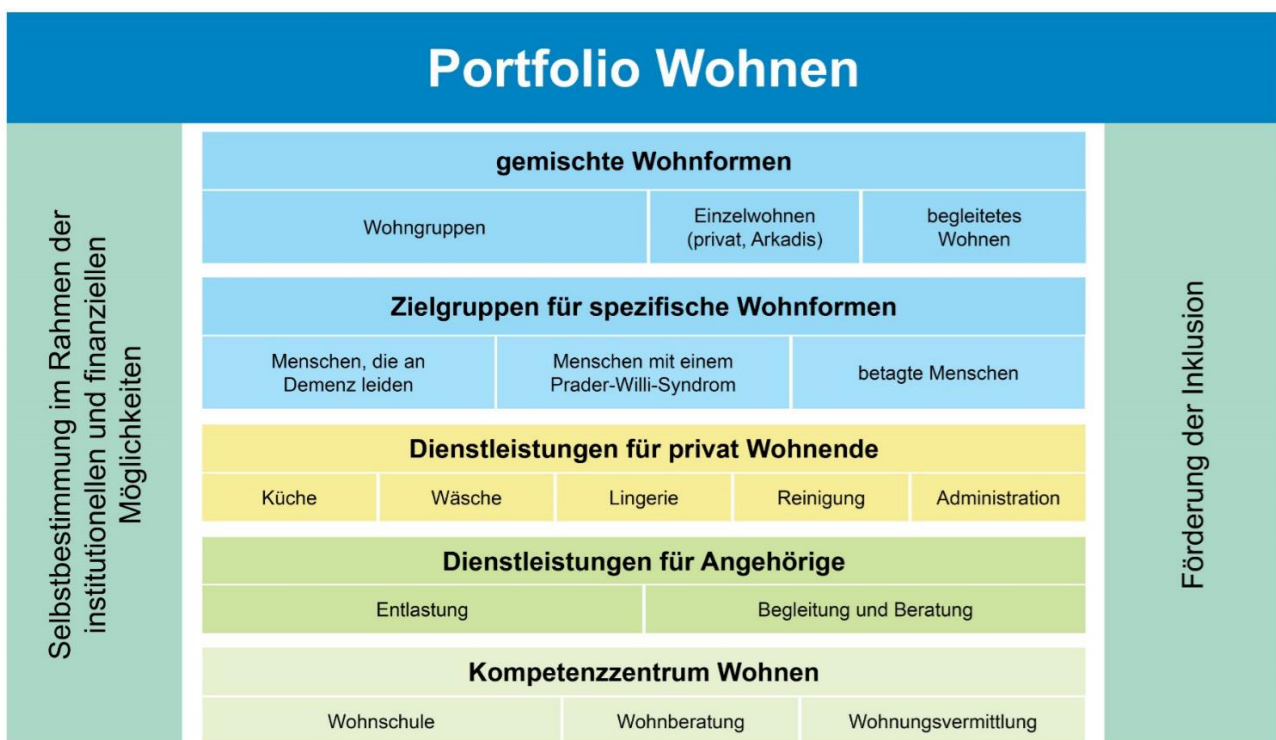 Portfolio Wohnen
Selbstbestimmung im Rahmen der
institutionellen und finanziellen
Möglichkeiten
gemischte Wohnformen
Wohngruppen
Einzelwohnen
(privat, Arkadis)
begleitetes
Wohnen
Zielgruppen für spezifische Wohnformen
Menschen, die an
Demenz leiden
Menschen mit einem
Prader-Willi-Syndrom
betagte Menschen
Dienstleistungen für privat Wohnende
Küche
Wäsche
Lingerie
Reinigung
Administration
Dienstleistungen für Angehörige
Entlastung
Begleitung und Beratung
Kompetenzzentrum Wohnen
Wohnschule
Wohnberatung
Wohnungsvermittlung
Förderung der Inklusion